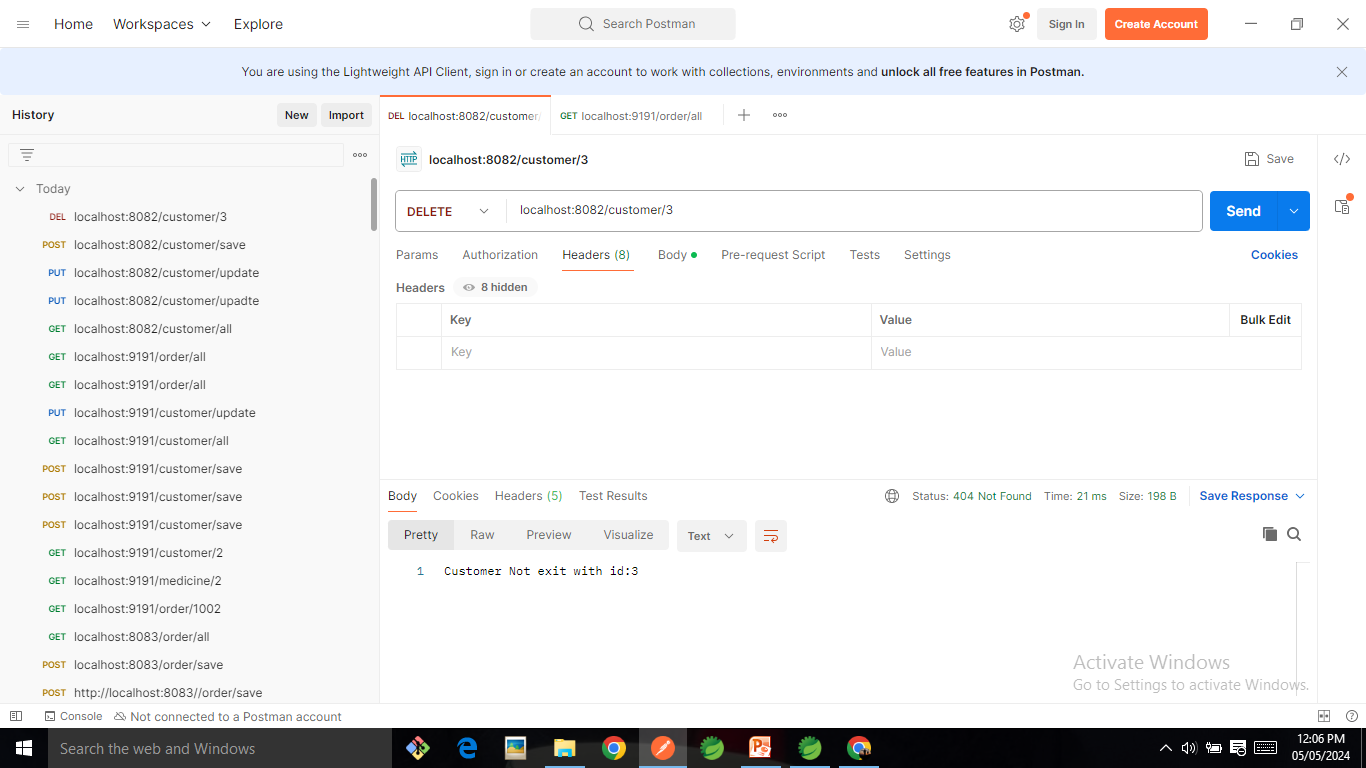 Home Workspaces Explore Search Postman Sign In Create Account
You are using the Lightweight API Client, sign in or create an account to work with collections, environments and unlock all free features in Postman.
History New Import
DEL localhost:8082/customer/ GET localhost:9191/order/all
Today
DEL localhost:8082/customer/3
POST localhost:8082/customer/save
PUT localhost:8082/customer/update
PUT localhost:8082/customer/upadte
GET localhost:8082/customer/all
GET localhost:9191/order/all
GET localhost:9191/order/all
PUT localhost:9191/customer/update
GET localhost:9191/customer/all
POST localhost:9191/customer/save
POST localhost:9191/customer/save
POST localhost:9191/customer/save
GET localhost:9191/customer/2
GET localhost:9191/medicine/2
GET localhost:9191/order/1002
GET localhost:8083/order/all
POST localhost:8083/order/save
POST http://localhost:8083//order/save
HTTP localhost:8082/customer/3 Save
DELETE localhost:8082/customer/3 Send
Params Authorization Headers (8) Body Pre-request Script Tests Settings Cookies
Headers 8 hidden
Key Value Bulk Edit
Key Value
Body Cookies Headers (5) Test Results Status: 404 Not Found Time: 21 ms Size: 198 B Save Response
Pretty Raw Preview Visualize Text
1 Customer Not exit with id:3
Activate Windows
Go to Settings to activate Windows.
Console Not connected to a Postman account
Search the web and Windows
12:06 PM
05/05/2024